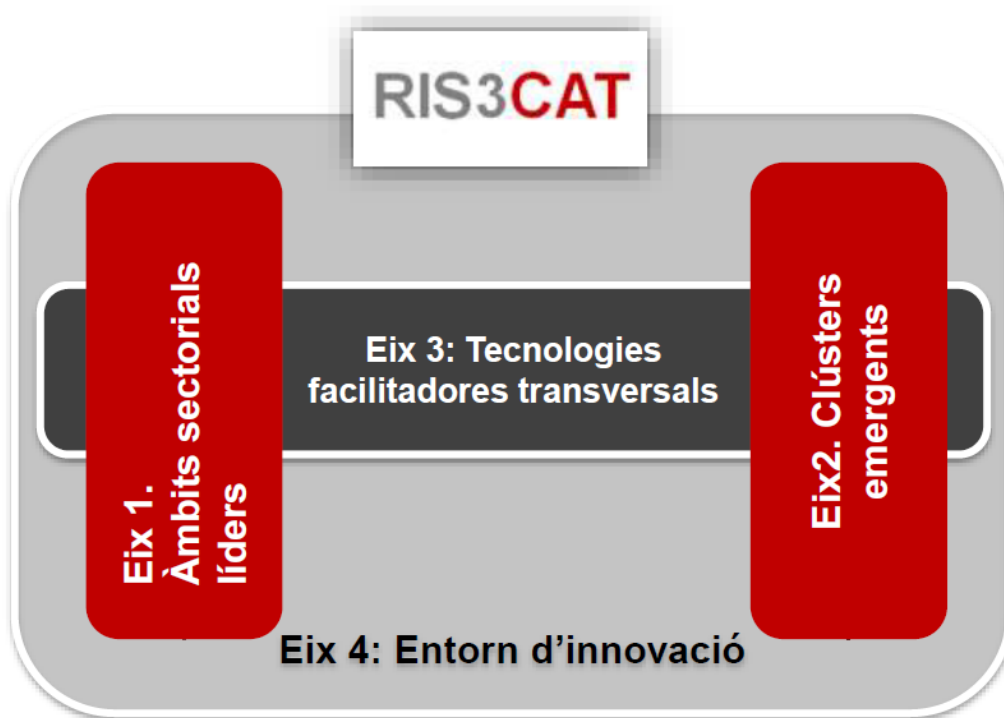 RIS3CAT
Eix 1.
Àmbits sectorials
líders
Eix 3: Tecnologies
facilitadores transversals
Eix2. Clústers
emergents
Eix 4: Entorn d’innovació